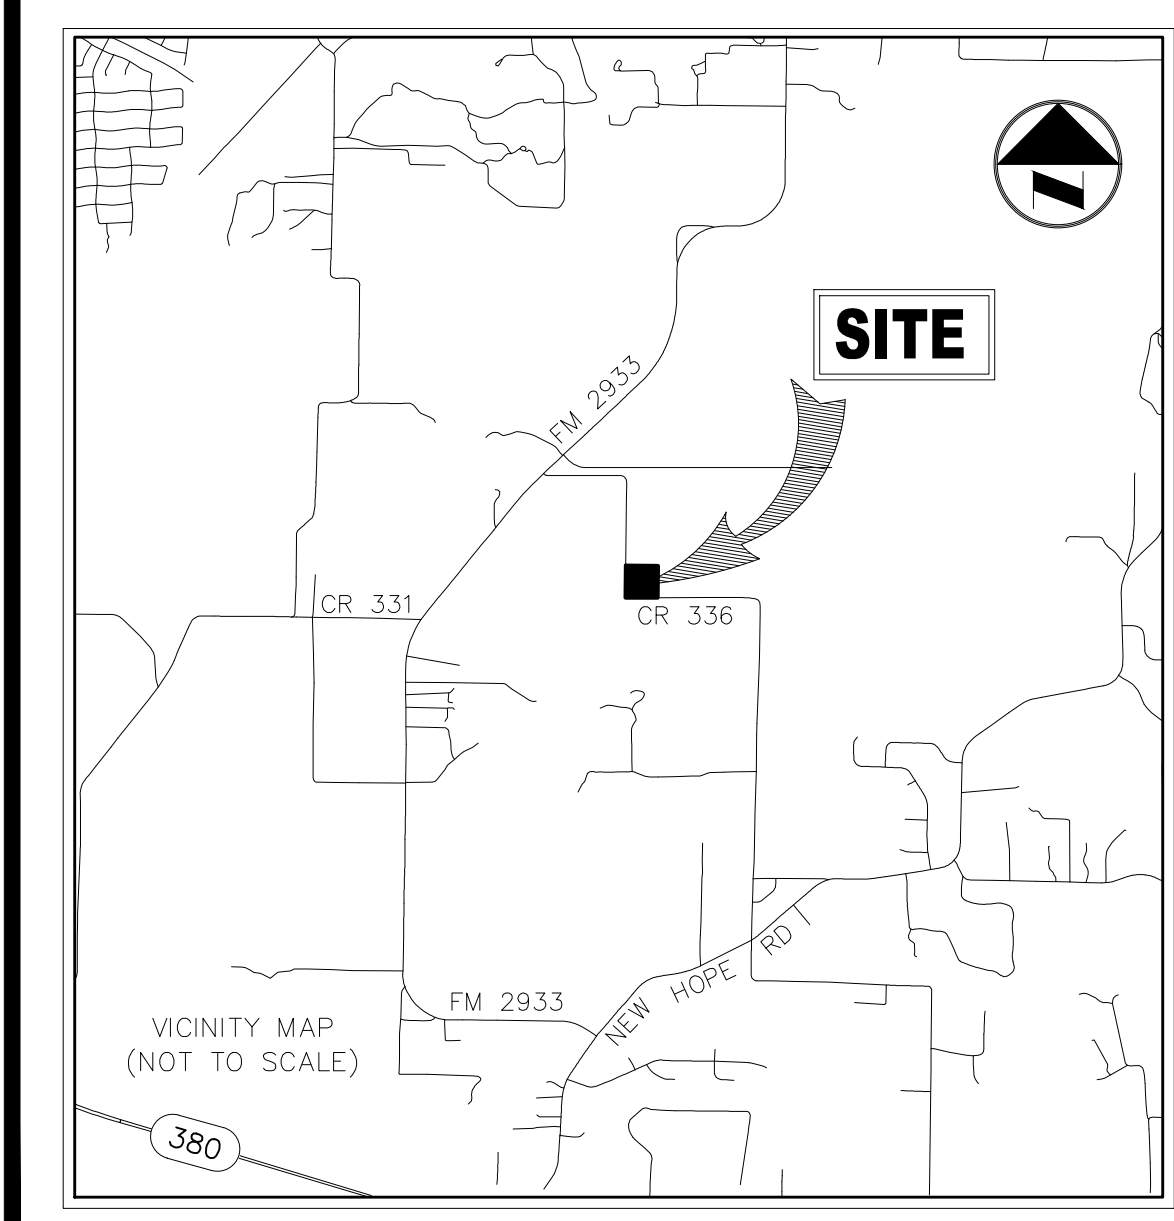 N
SITE
FM 2933
CR 331
CR 336
NEW HOPE RD
FM 2933
VICINITY MAP
(NOT TO SCALE)
380